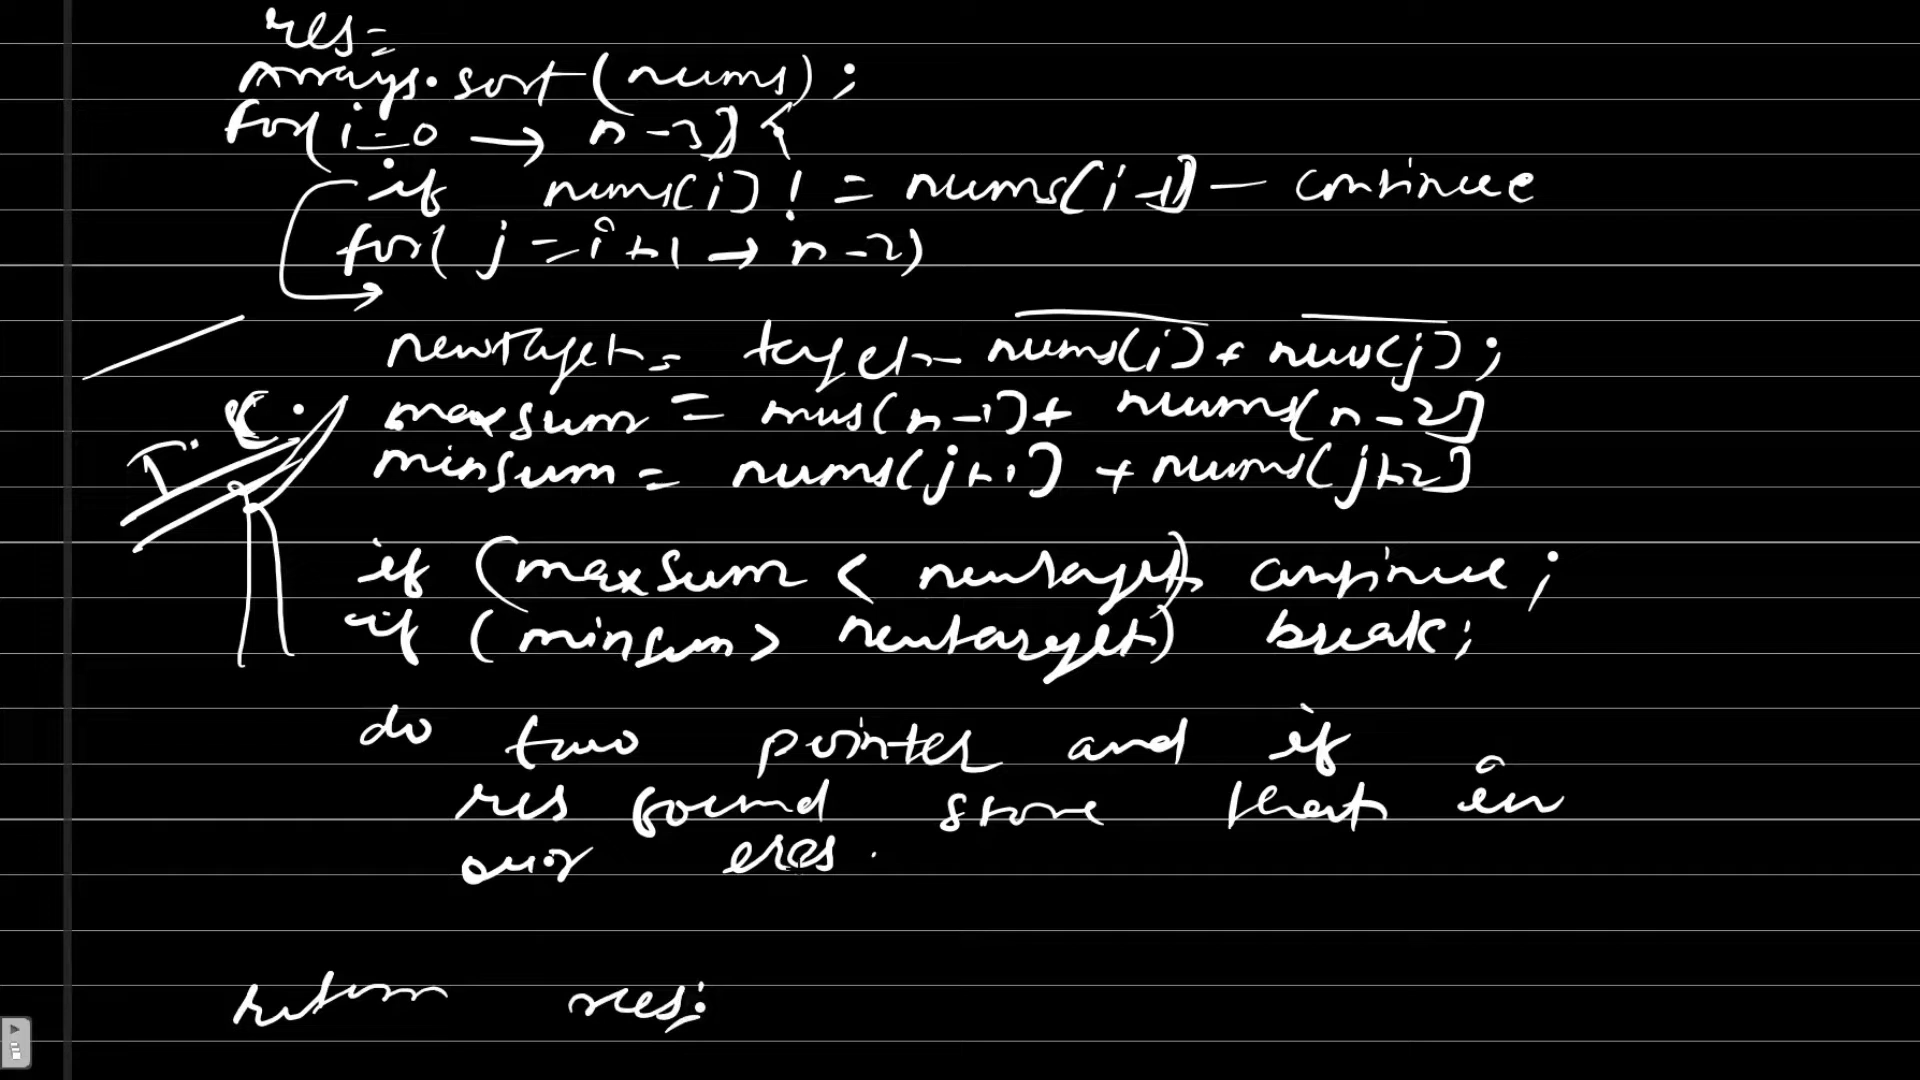 res=
Arrays.sort(nums);
for(i=0 → n-3){
if nums(i)!=nums(i-1) - continue
for(j=i+1 → n-2)
newtarget= target-nums(i)+nums(j);
maxsum = nums(n-1)+ nums[n-2]
minsum = nums(j+1) + nums(j+2]
if (maxsum < newtarget) continue;
if (minsum > newtarget) break;
do two pointer and if
res found store that in
our res.
return res;